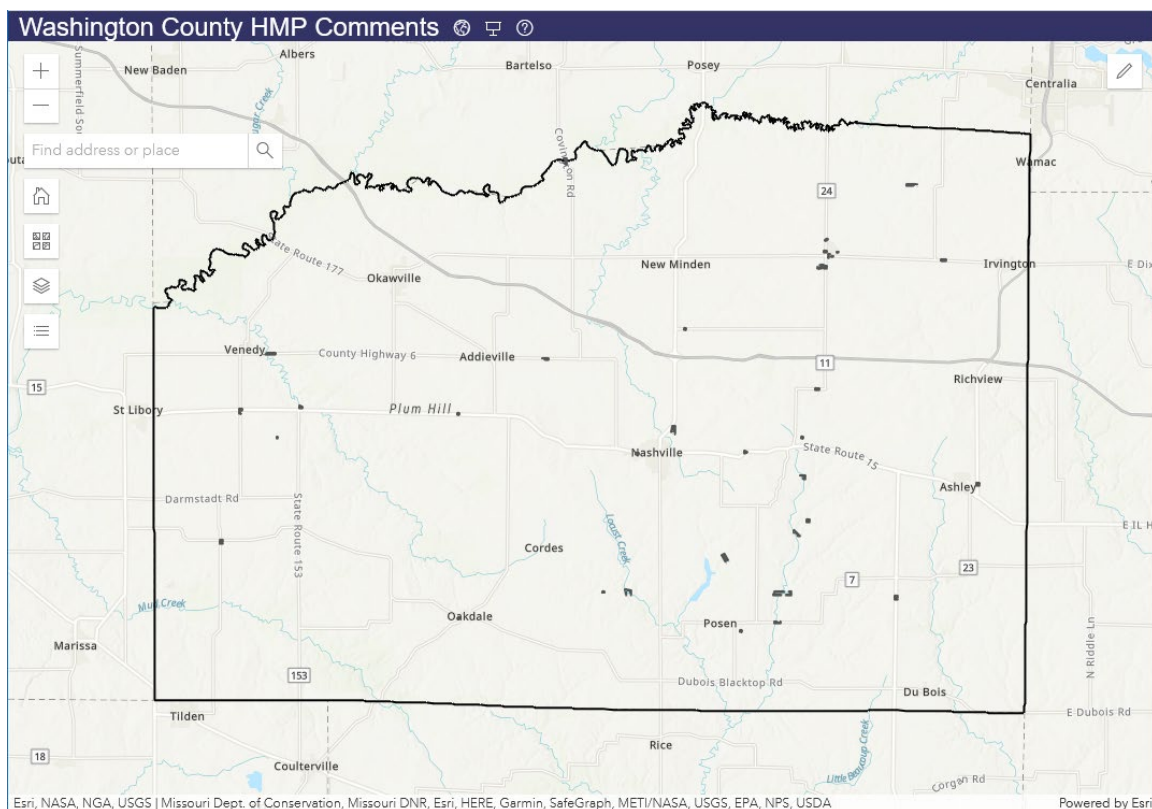 Washington County HMP Comments
Albers
New Baden
Bartelso
Posey
Centralia
Find address or place
Covington Rd
Wamac
24
State Route 177
Okawville
New Minden
Irvington
E Dix
Venedy
County Highway 6
Addieville
11
Richview
15
St Libory
Plum Hill
Nashville
State Route 15
Ashley
Darmstadt Rd
State Route 153
Locust Creek
Cordes
E IL H
23
7
Mud Creek
Oakdale
Posen
Marissa
N Riddle Ln
153
Dubois Blacktop Rd
Du Bois
Tilden
E Dubois Rd
Rice
18
Coulterville
Little Beaucoup Creek
Corgan Rd
Esri, NASA, NGA, USGS | Missouri Dept. of Conservation, Missouri DNR, Esri, HERE, Garmin, SafeGraph, METI/NASA, USGS, EPA, NPS, USDA
Powered by Esri